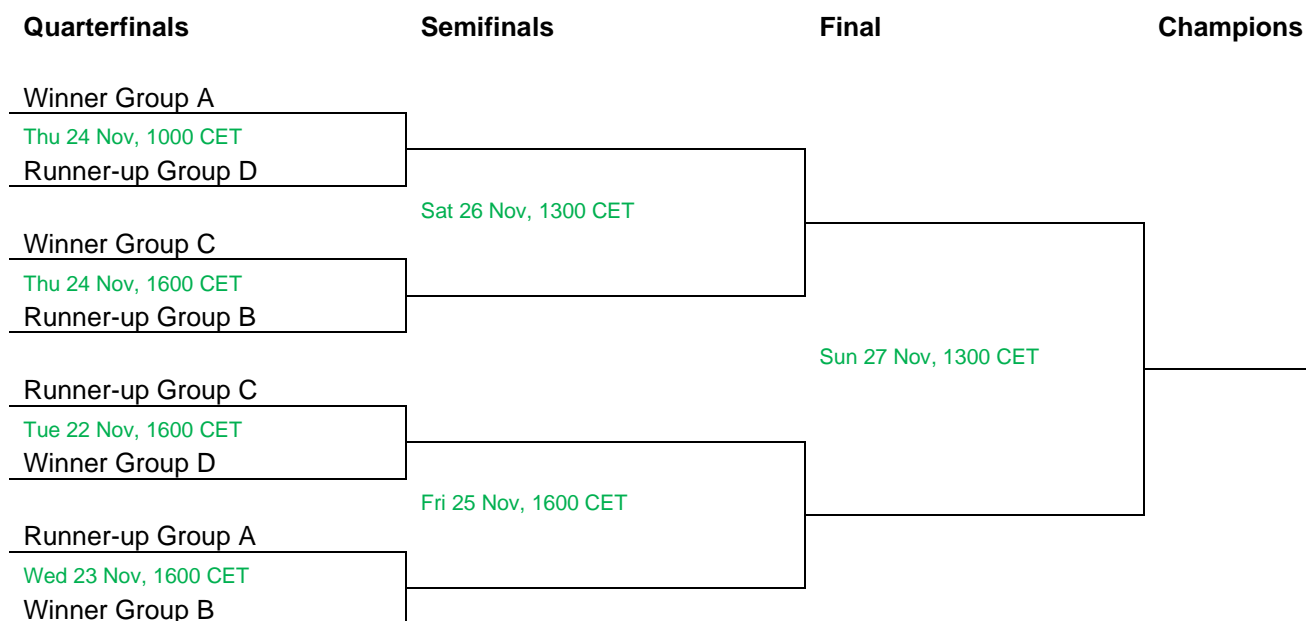 Quarterfinals Semifinals Final Champions
Winner Group A
Thu 24 Nov, 1000 CET
Runner-up Group D
Sat 26 Nov, 1300 CET
Winner Group C
Thu 24 Nov, 1600 CET
Runner-up Group B
Sun 27 Nov, 1300 CET
Runner-up Group C
Tue 22 Nov, 1600 CET
Winner Group D
Fri 25 Nov, 1600 CET
Runner-up Group A
Wed 23 Nov, 1600 CET
Winner Group B